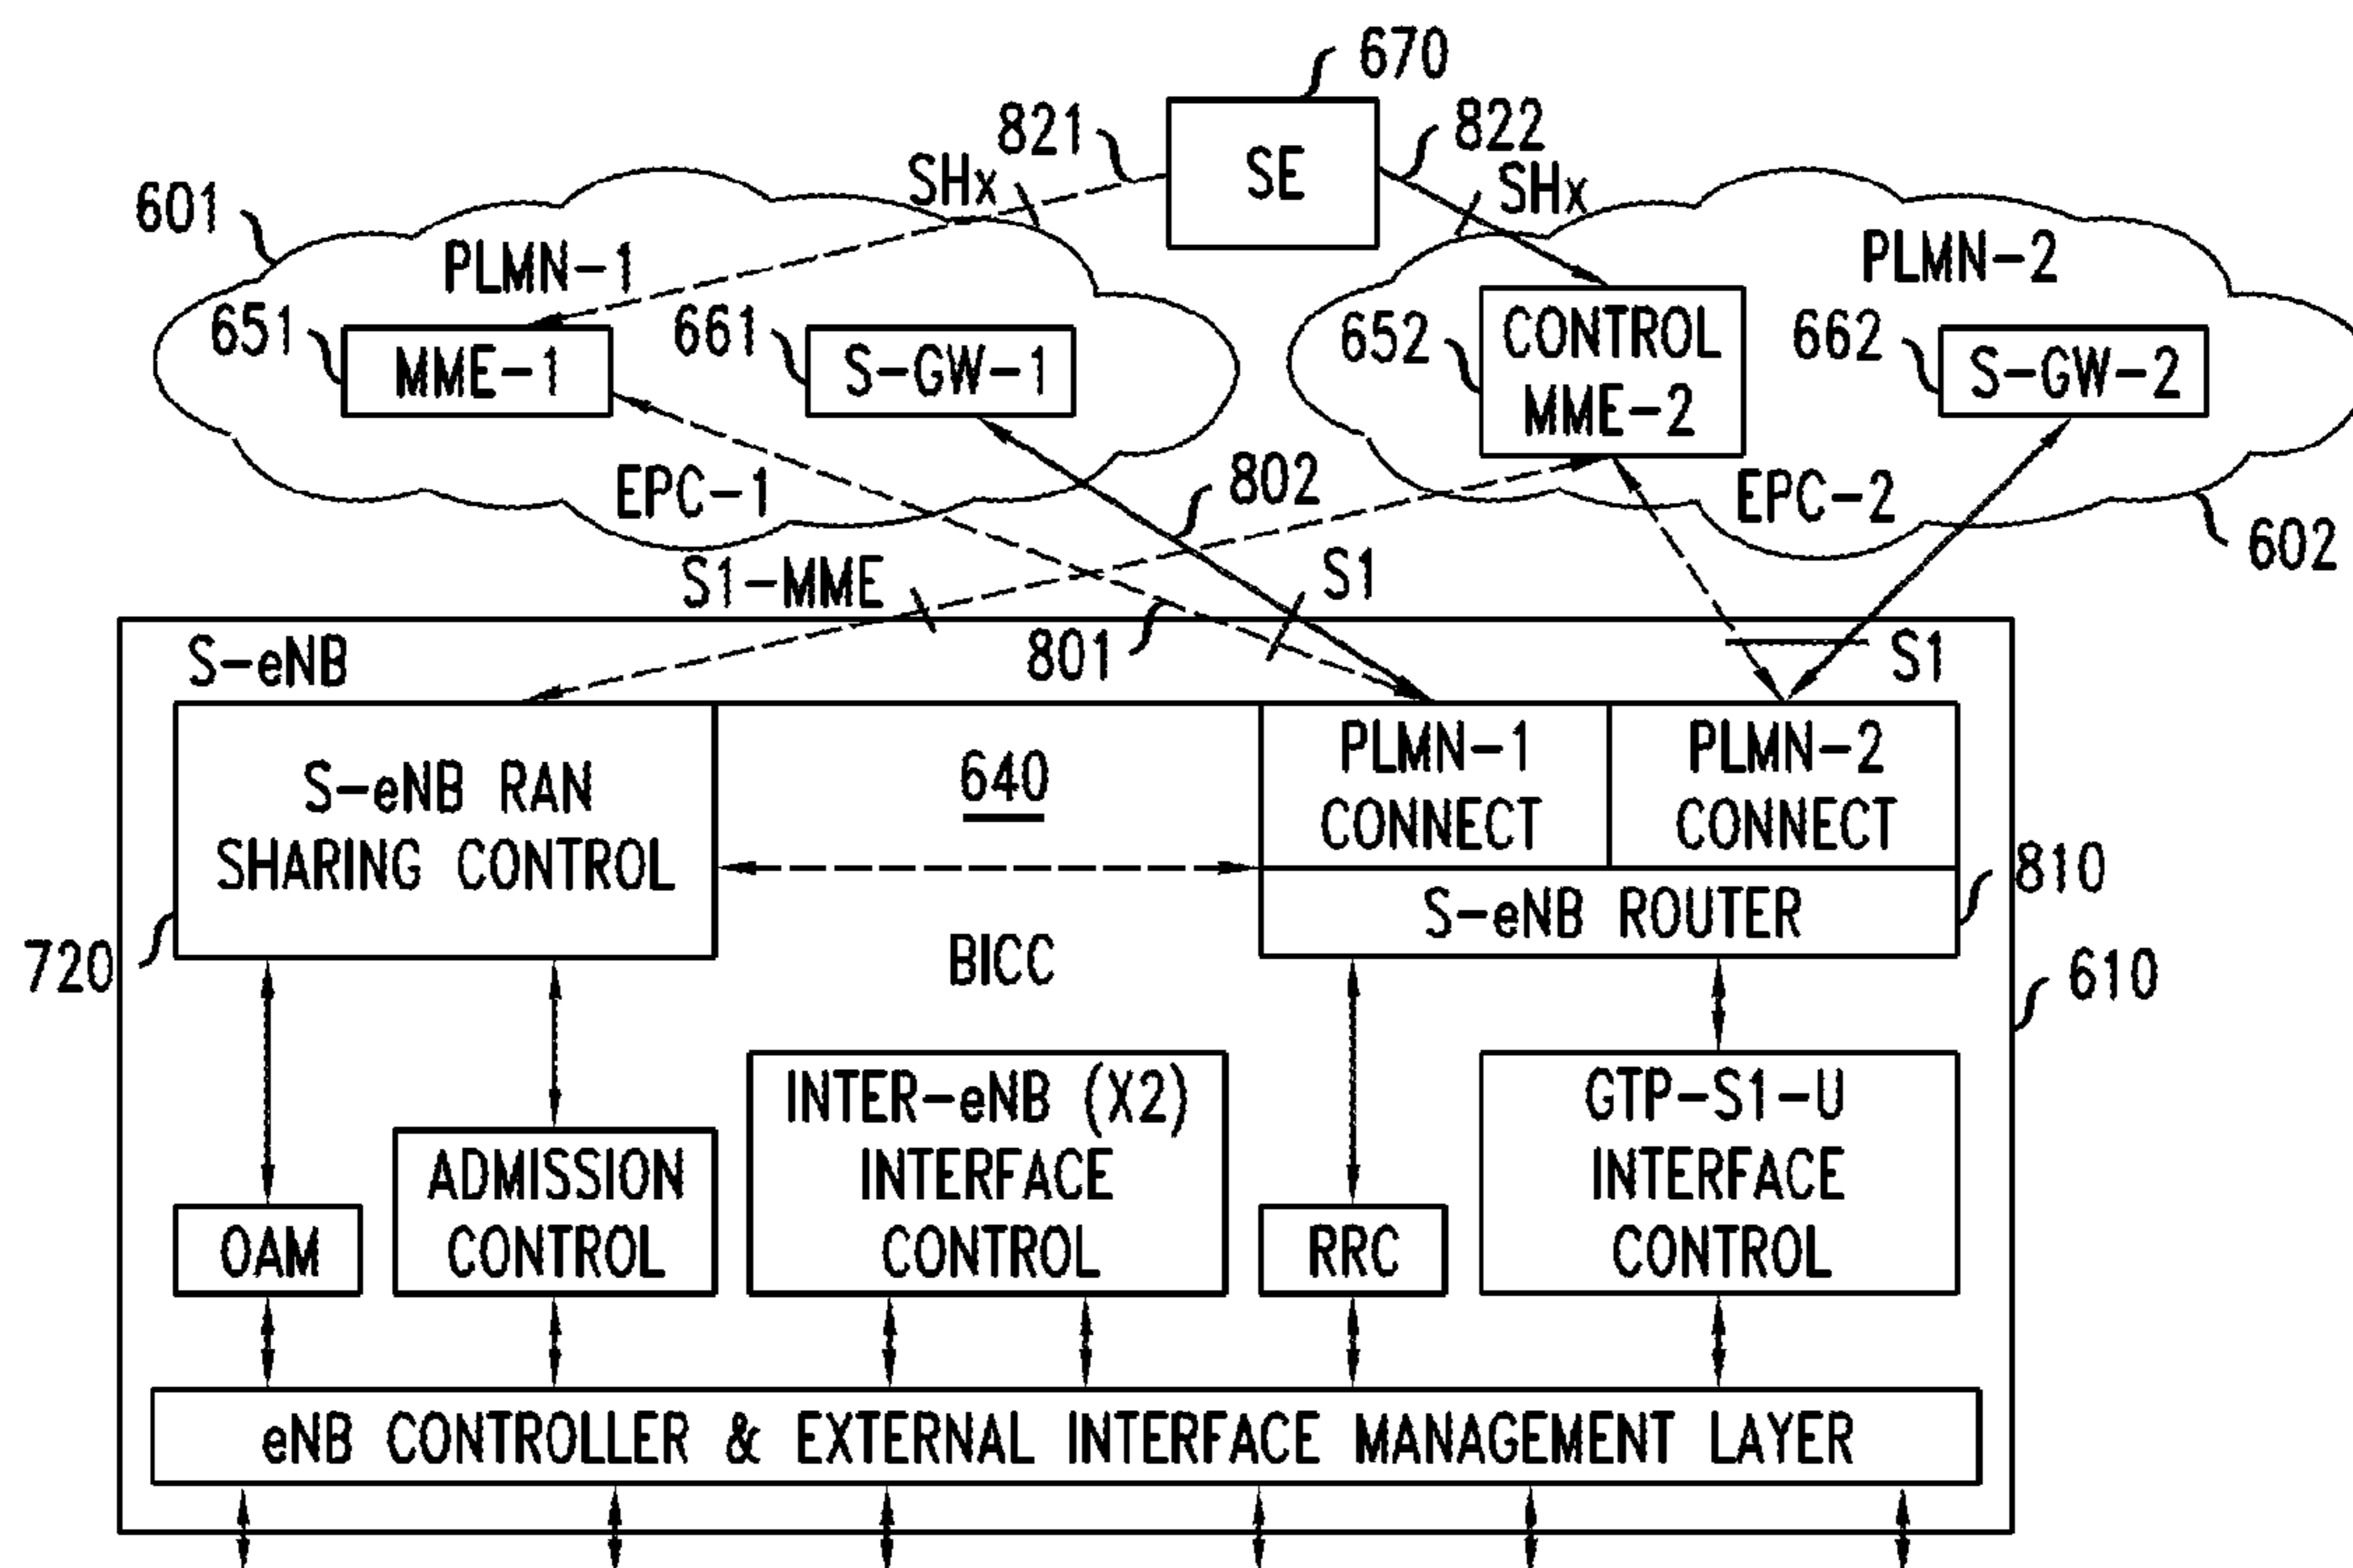 670
821
822
SHx
SE
SHx
601
PLMN-1
PLMN-2
651
MME-1
661
S-GW-1
652
CONTROL
MME-2
662
S-GW-2
EPC-1
802
EPC-2
602
S1-MME
S1
801
S-eNB
S1
S-eNB RAN
SHARING CONTROL
640
PLMN-1
CONNECT
PLMN-2
CONNECT
810
S-eNB ROUTER
720
BICC
610
OAM
ADMISSION
CONTROL
INTER-eNB (X2)
INTERFACE
CONTROL
RRC
GTP-S1-U
INTERFACE
CONTROL
eNB CONTROLLER & EXTERNAL INTERFACE MANAGEMENT LAYER